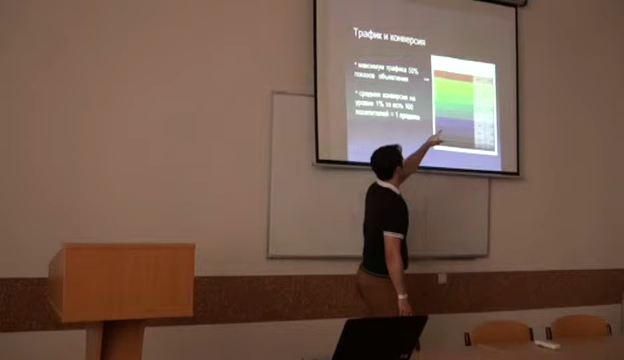 Трафик и конверсия
• максимум трафика 50%
показов объявления
• средняя конверсия на
уровне 1% то есть 100
посетителей = 1 продажа